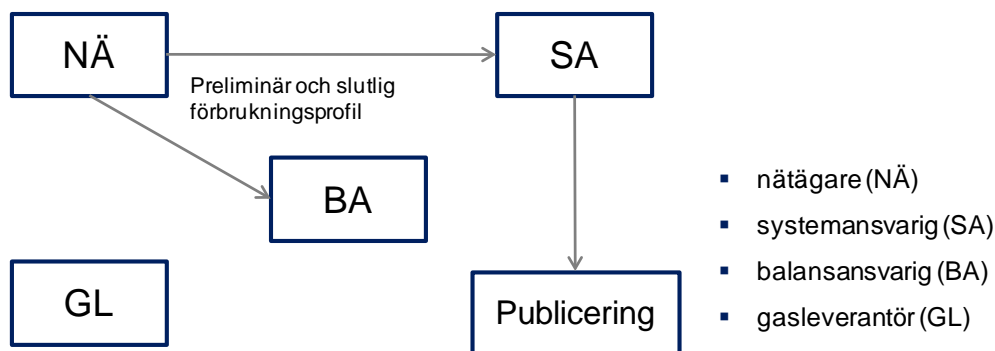 NÄ
SA
Preliminär och slutlig
förbrukningsprofil
BA
GL
Publicering
▪ nätägare (NÄ)
▪ systemansvarig (SA)
▪ balansansvarig (BA)
▪ gasleverantör (GL)